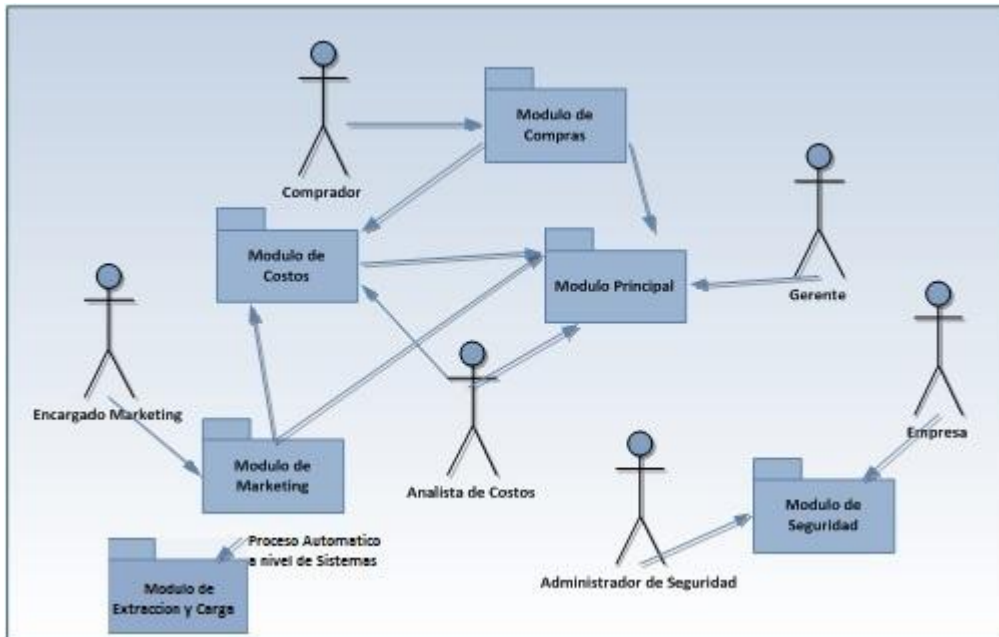 Modulo de
Compras
Comprador
Modulo de
Costos
Modulo Principal
Gerente
Encargado Marketing
Empresa
Modulo de
Marketing
Analista de Costos
Modulo de
Seguridad
Proceso Automatico
a nivel de Sistemas
Administrador de Seguridad
Modulo de
Extraccion y Carga